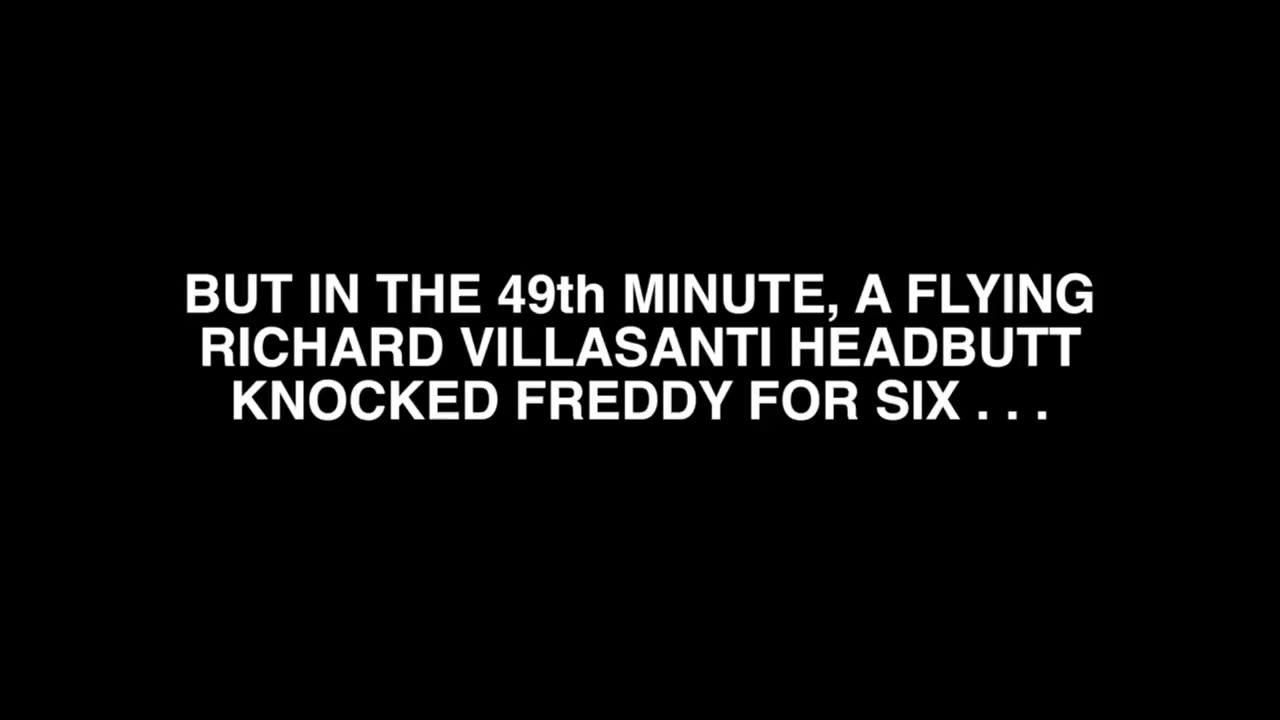 BUT IN THE 49th MINUTE, A FLYING
RICHARD VILLASANTI HEADBUTT
KNOCKED FREDDY FOR SIX . . .